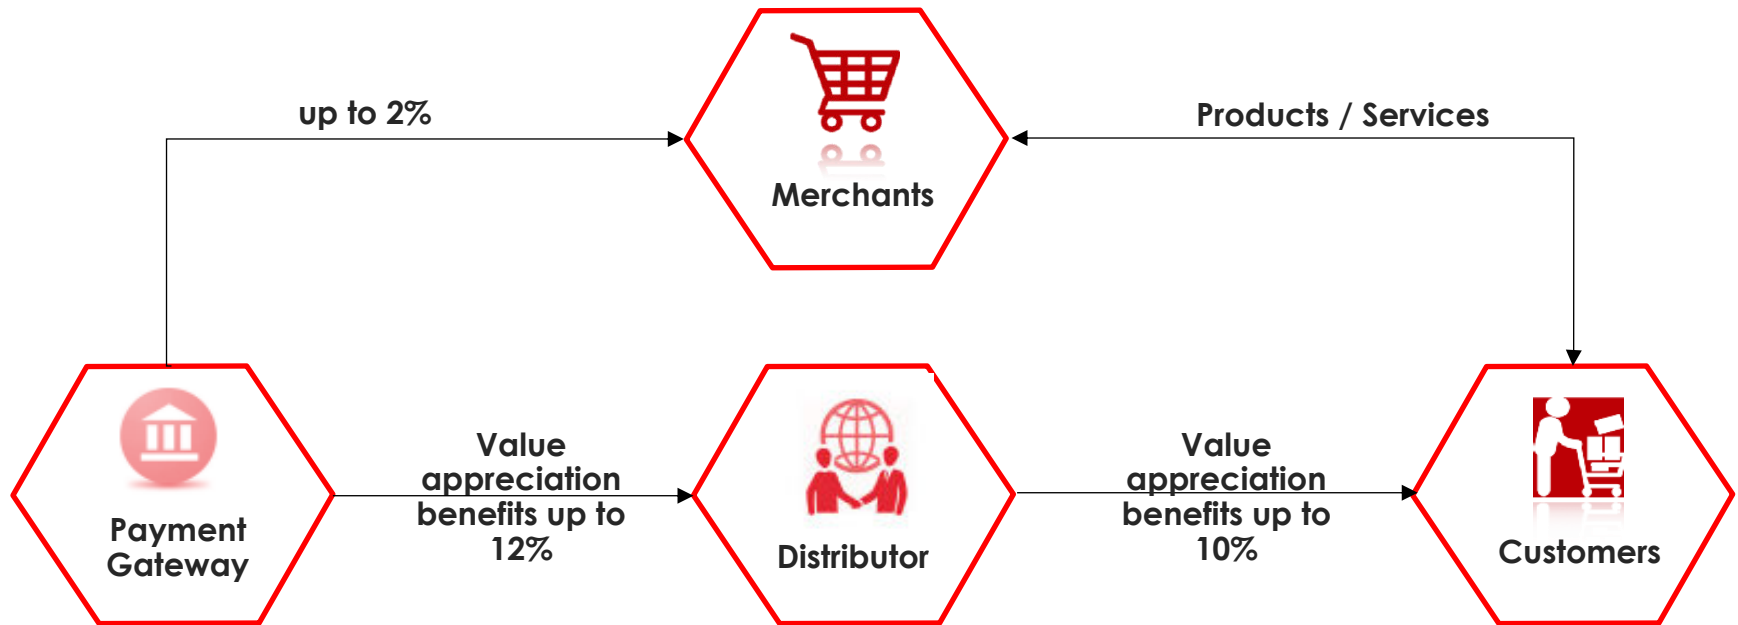 up to 2%
Products / Services
Merchants
Value
appreciation
benefits up to
12%
Value
appreciation
benefits up to
10%
Payment
Gateway
Distributor
Customers